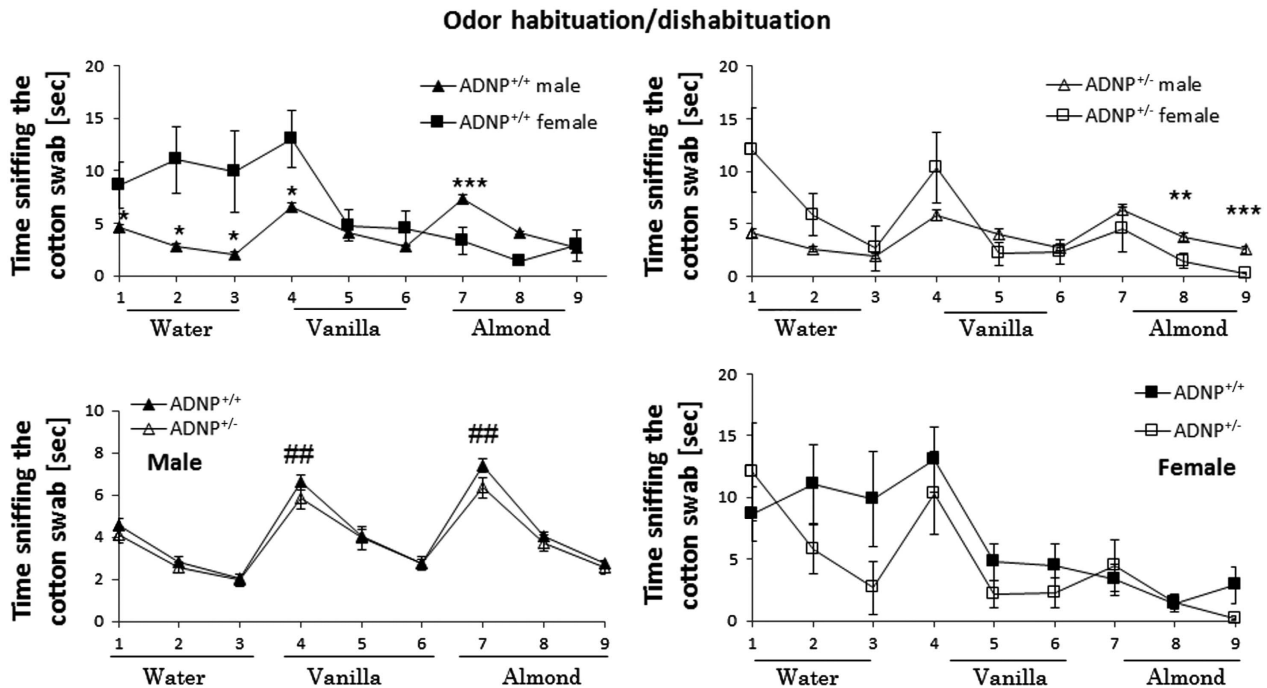 Odor habituation/dishabituation
Time sniffing the
cotton swab [sec]
20
15
10
5
0
ADNP+/+ male
ADNP+/+ female
*
*
*
*
***
1 2 3 4 5 6 7 8 9
Water Vanilla Almond
Time sniffing the
cotton swab [sec]
20
15
10
5
0
ADNP+/- male
ADNP+/- female
**
***
1 2 3 4 5 6 7 8 9
Water Vanilla Almond
Time sniffing the
cotton swab [sec]
10
8
6
4
2
0
ADNP+/+
ADNP+/-
Male
##
##
1 2 3 4 5 6 7 8 9
Water Vanilla Almond
Time sniffing the
cotton swab [sec]
20
15
10
5
0
ADNP+/+
ADNP+/-
Female
1 2 3 4 5 6 7 8 9
Water Vanilla Almond